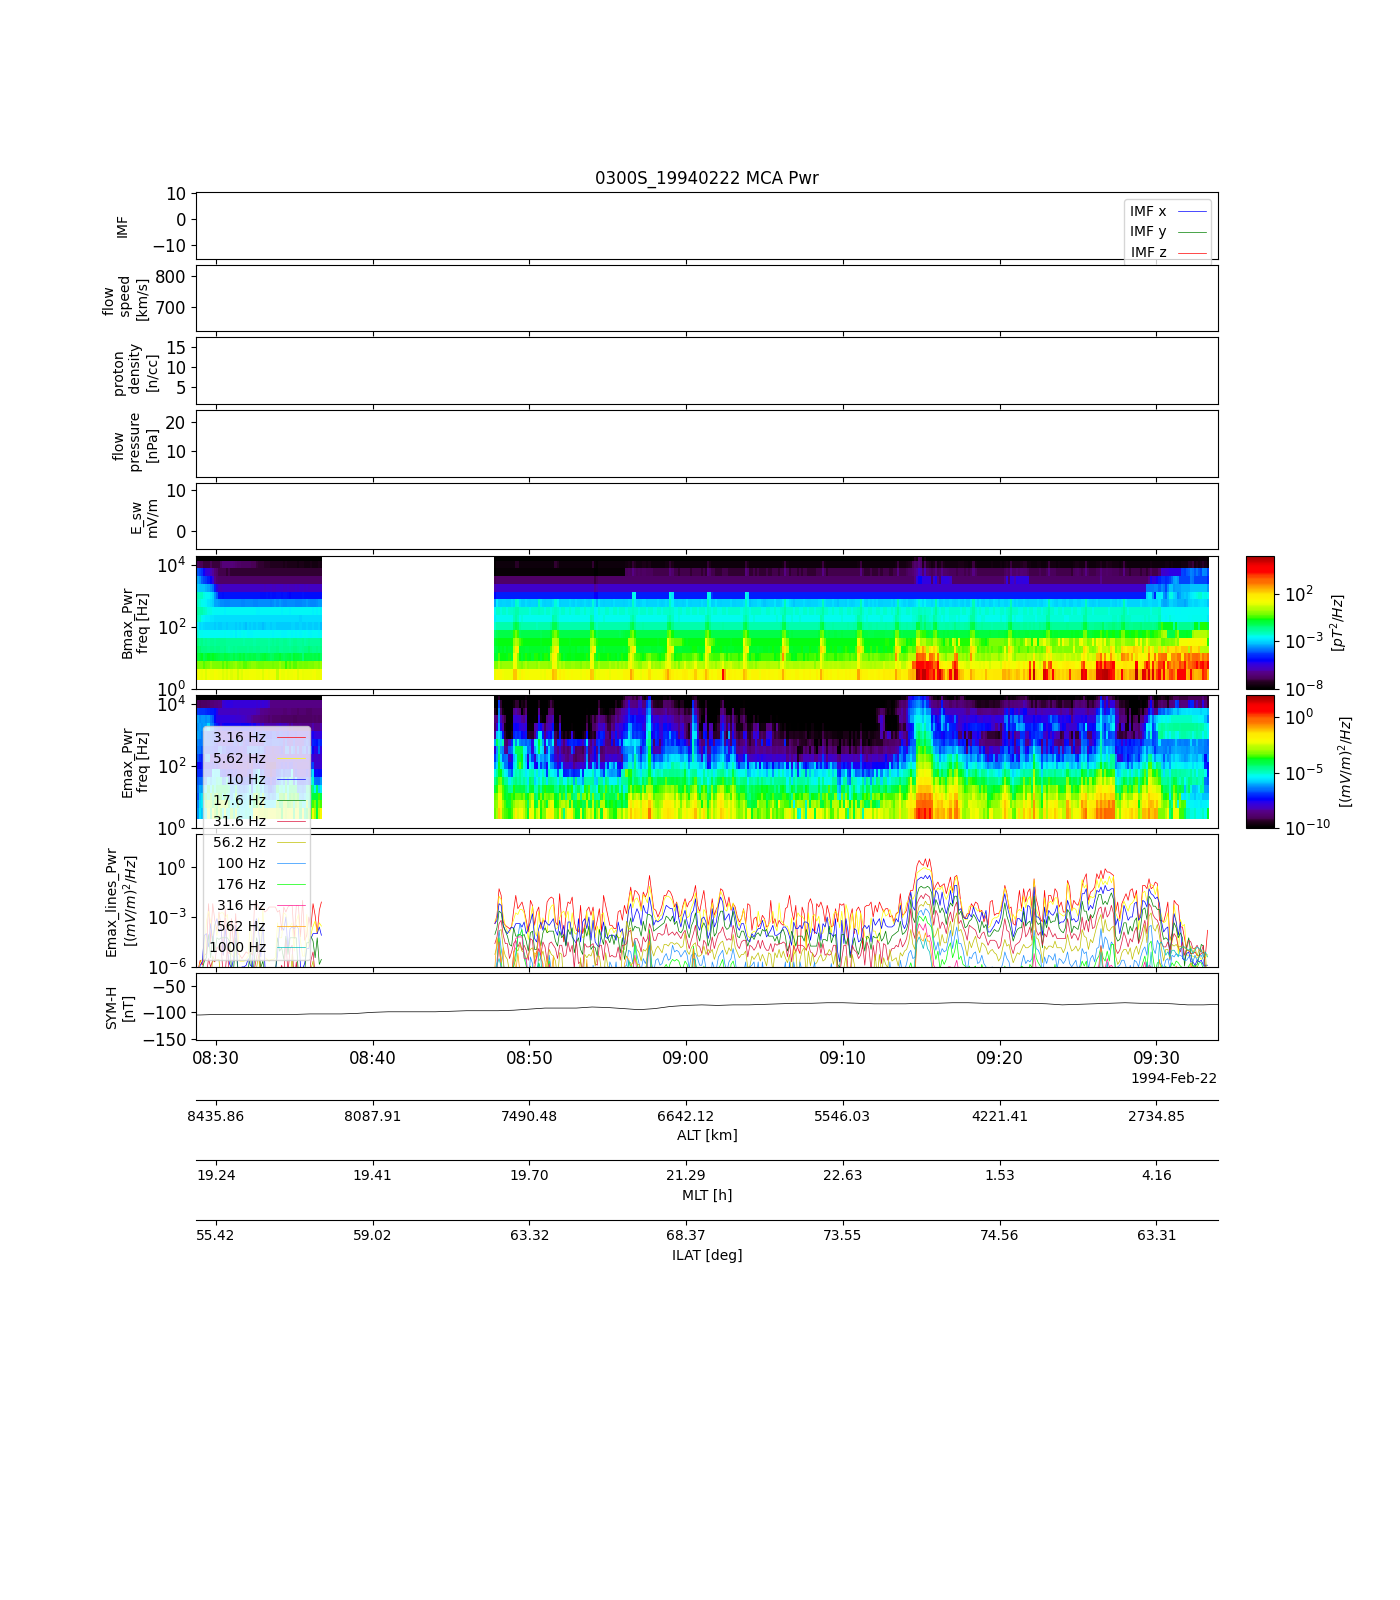 0300S_19940222 MCA Pwr
10
0
−10
IMF
IMF x
IMF y
IMF z
800
700
flow
speed
[km/s]
15
10
5
proton
density
[n/cc]
20
10
flow
pressure
[nPa]
10
0
E_sw
mV/m
10^4
10^2
10^0
Bmax_Pwr
freq [Hz]
10^2
10^−3
10^−8
[pT^2/Hz]
10^4
10^2
10^0
Emax_Pwr
freq [Hz]
10^0
10^−5
10^−10
[(mV/m)^2/Hz]
3.16 Hz
5.62 Hz
10 Hz
17.6 Hz
31.6 Hz
56.2 Hz
100 Hz
176 Hz
316 Hz
562 Hz
1000 Hz
10^0
10^−3
10^−6
Emax_lines_Pwr
[(mV/m)^2/Hz]
−50
−100
−150
SYM-H
[nT]
08:30 08:40 08:50 09:00 09:10 09:20 09:30
1994-Feb-22
8435.86 8087.91 7490.48 6642.12 5546.03 4221.41 2734.85
ALT [km]
19.24 19.41 19.70 21.29 22.63 1.53 4.16
MLT [h]
55.42 59.02 63.32 68.37 73.55 74.56 63.31
ILAT [deg]